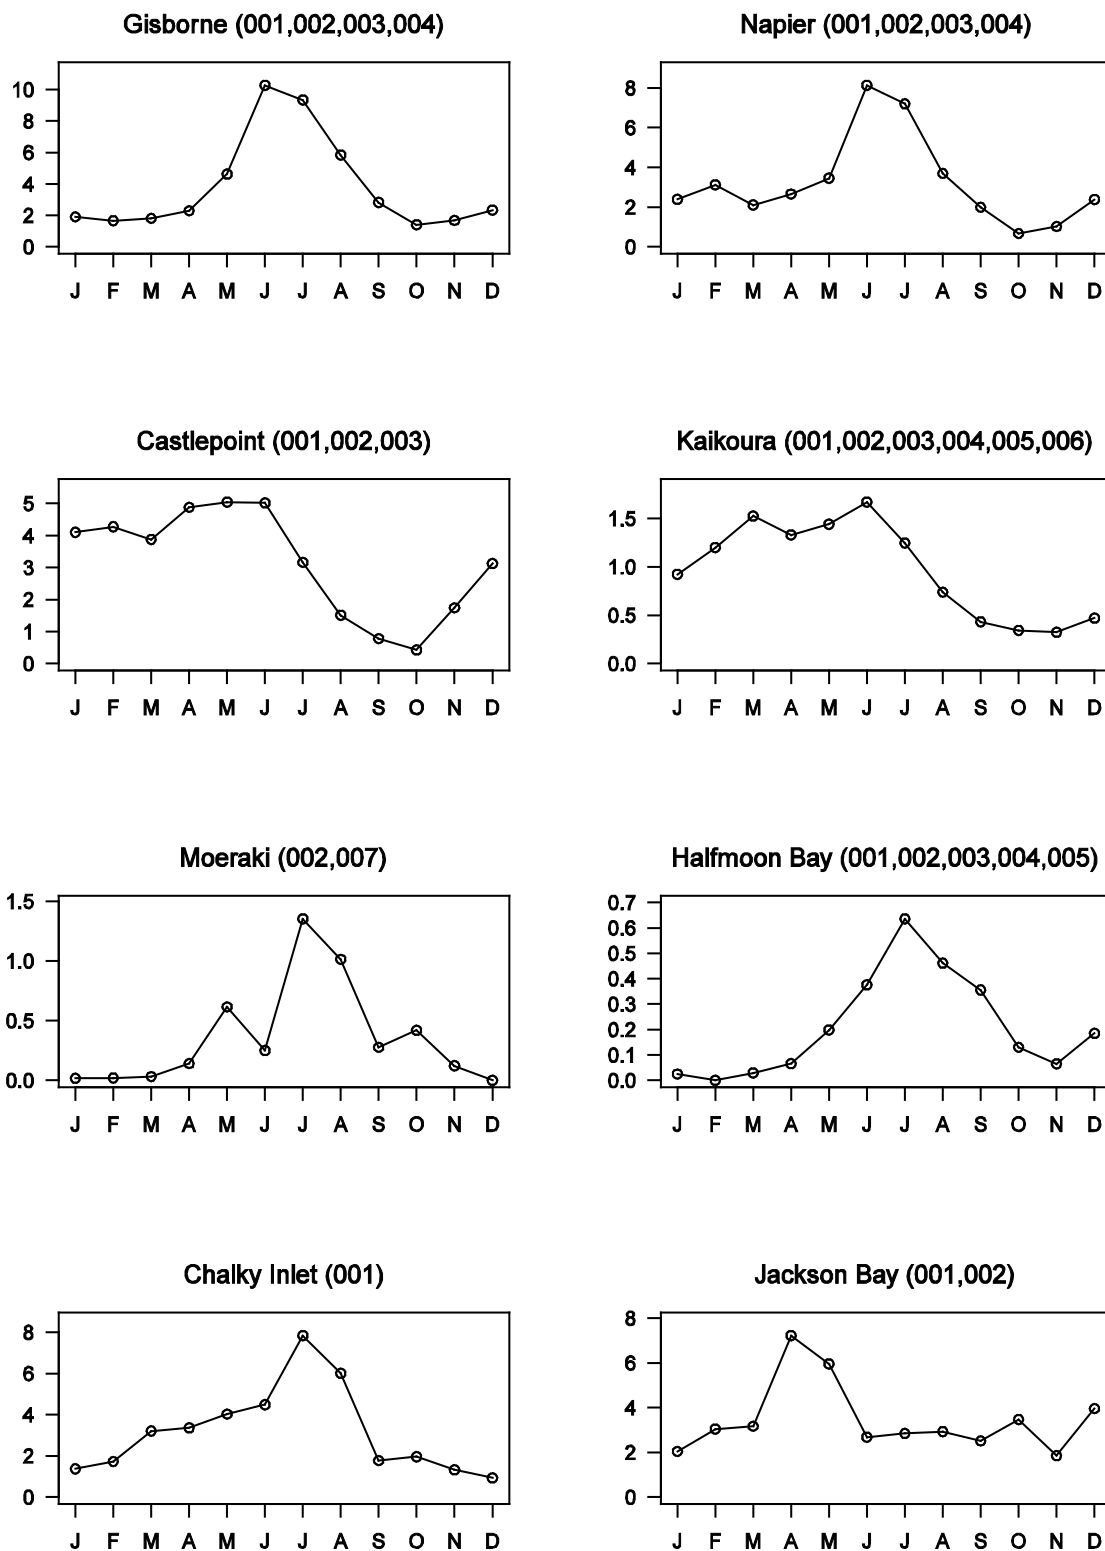 Gisborne (001,002,003,004)
10
8
6
4
2
0
J F M A M J J A S O N D
Napier (001,002,003,004)
8
6
4
2
0
J F M A M J J A S O N D
Castlepoint (001,002,003)
5
4
3
2
1
0
J F M A M J J A S O N D
Kaikoura (001,002,003,004,005,006)
1.5
1.0
0.5
0.0
J F M A M J J A S O N D
Moeraki (002,007)
1.5
1.0
0.5
0.0
J F M A M J J A S O N D
Halfmoon Bay (001,002,003,004,005)
0.7
0.6
0.5
0.4
0.3
0.2
0.1
0.0
J F M A M J J A S O N D
Chalky Inlet (001)
8
6
4
2
0
J F M A M J J A S O N D
Jackson Bay (001,002)
8
6
4
2
0
J F M A M J J A S O N D